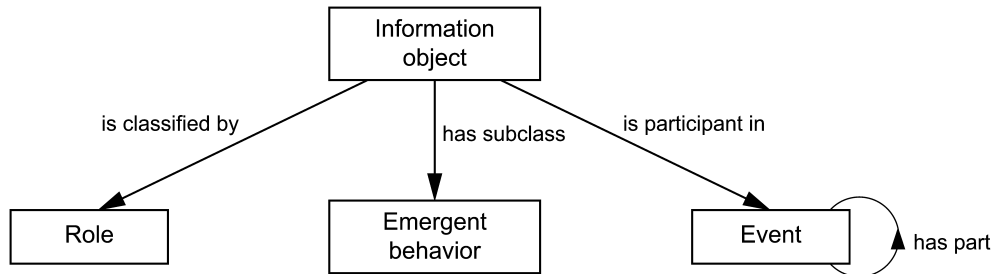 Information
object
is classified by
has subclass
is participant in
Role
Emergent
behavior
Event
has part